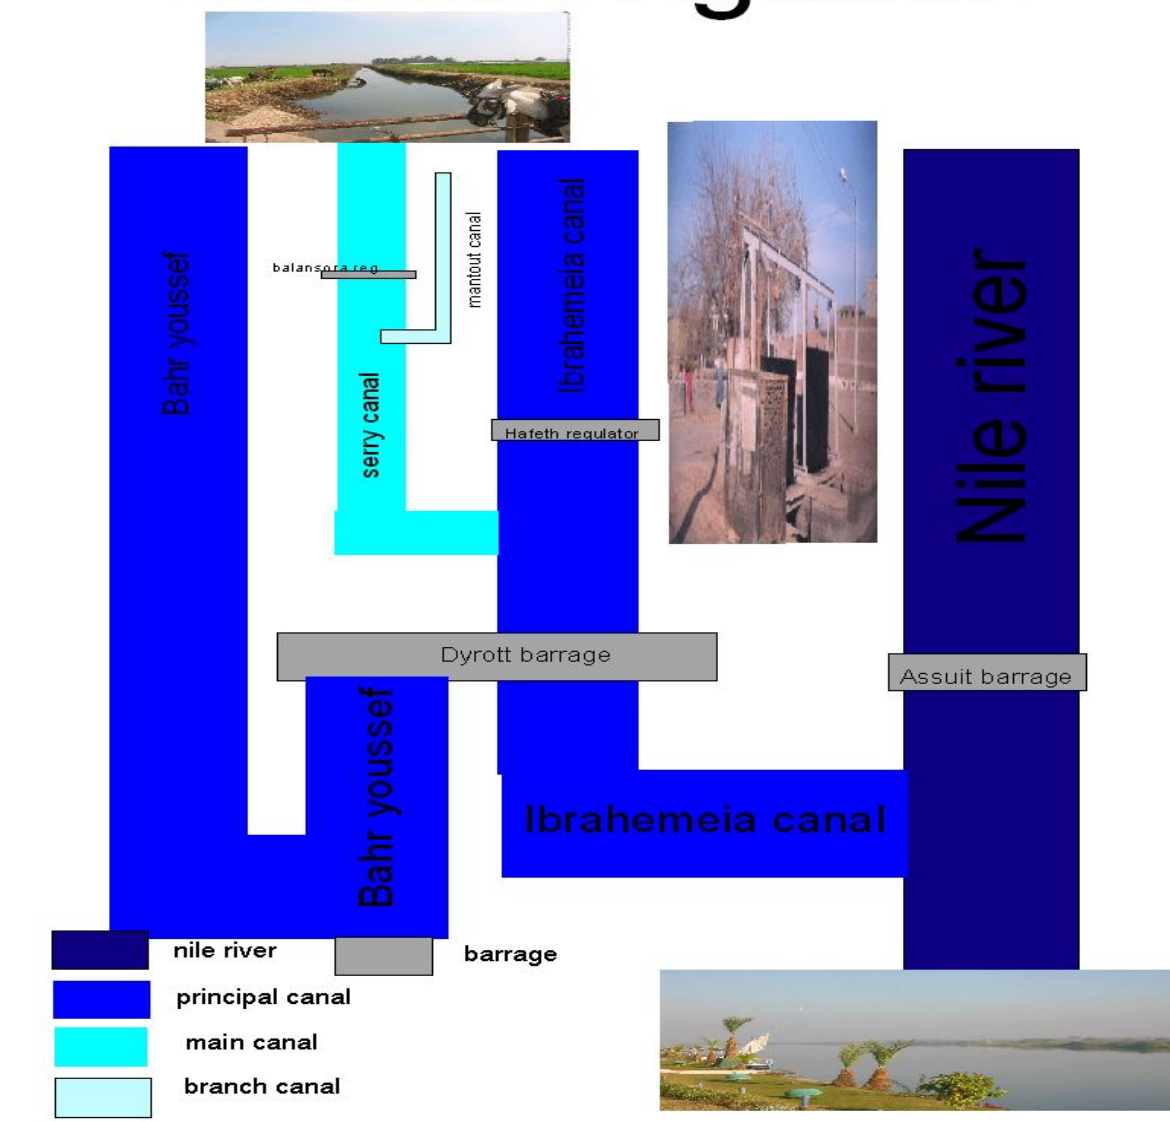 Bahr youssef
balansora reg
serry canal
mantout canal
Ibrahemeia canal
Hafeth regulator
Nile river
Dyrott barrage
Assuit barrage
Bahr youssef
Ibrahemeia canal
nile river
barrage
principal canal
main canal
branch canal